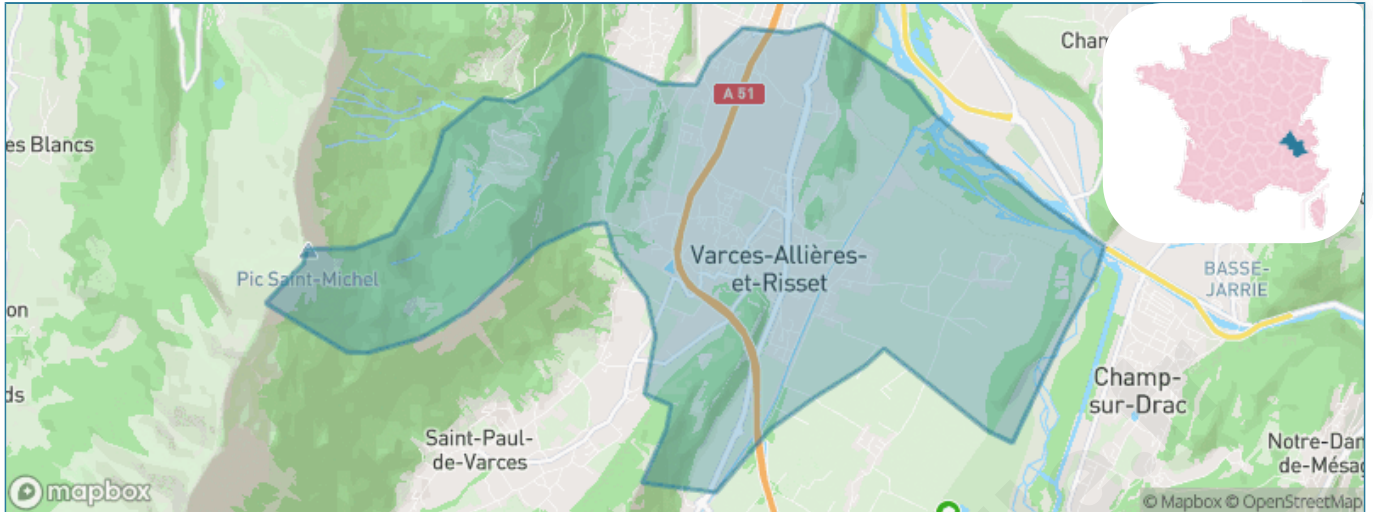 Cham
A 51
es Blancs
Varces-Allières-
et-Risset
Pic Saint-Michel
BASSE-
JARRIE
on
Champ-
sur-Drac
ds
Saint-Paul-
de-Varces
Notre-Dam
de-Mésag
mapbox
© Mapbox © OpenStreetMap